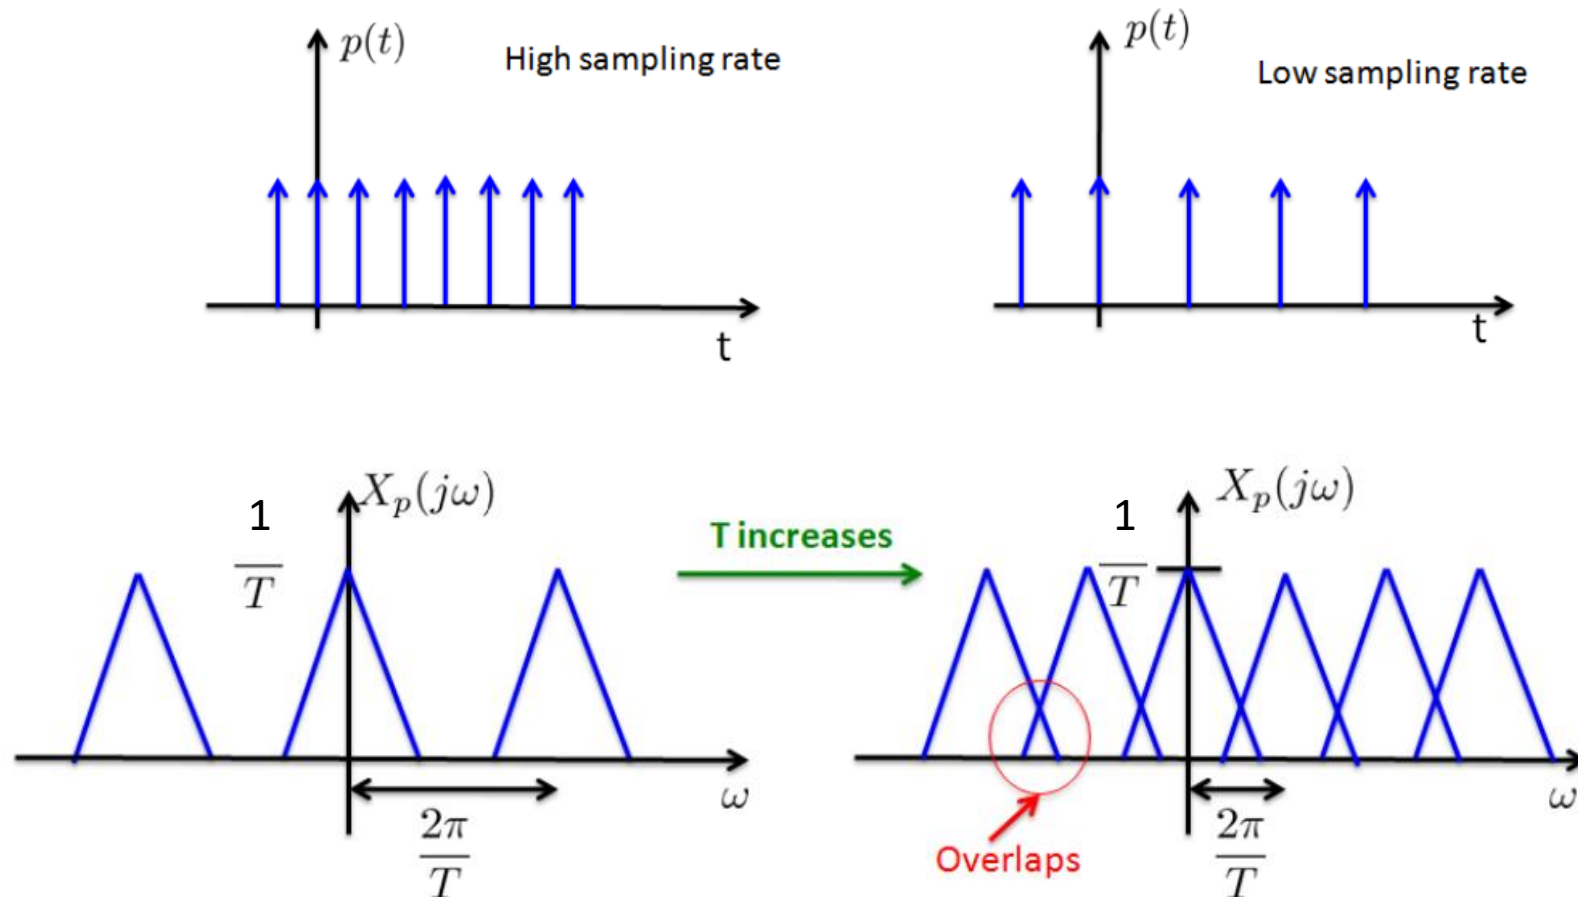 p(t)
High sampling rate
t
p(t)
Low sampling rate
t
X_p(jω)
1
T
ω
2π
T
T increases
X_p(jω)
1
T
ω
2π
T
Overlaps